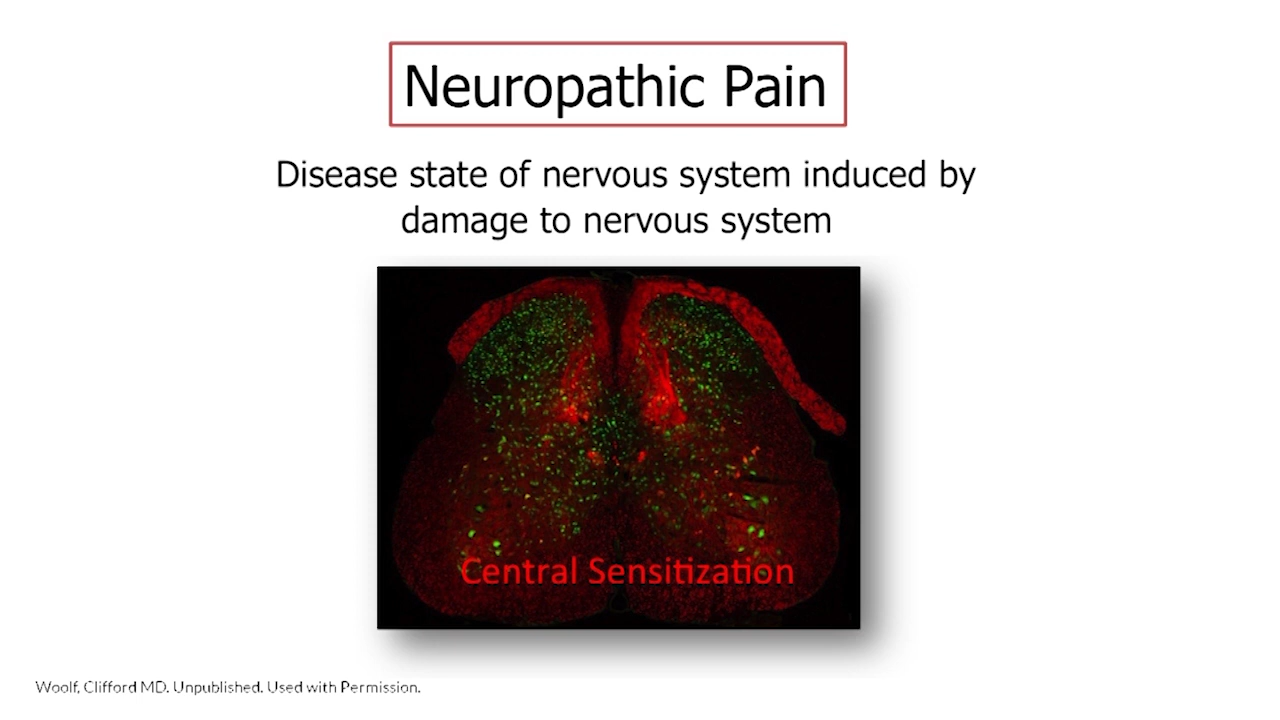 Neuropathic Pain
Disease state of nervous system induced by
damage to nervous system
Central Sensitization
Woolf, Clifford MD. Unpublished. Used with Permission.